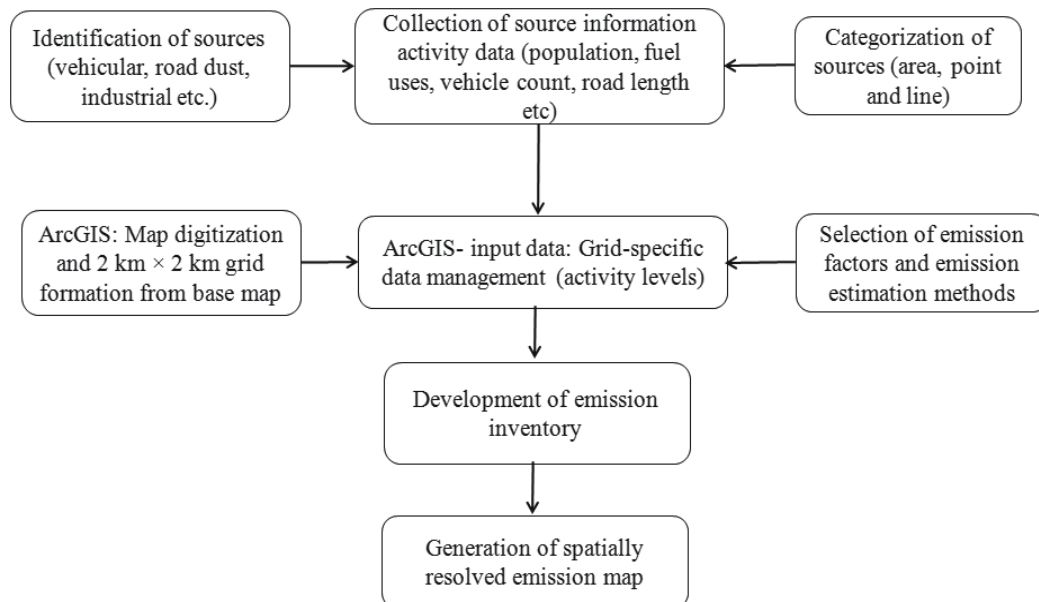 Identification of sources
(vehicular, road dust,
industrial etc.)
Collection of source information
activity data (population, fuel
uses, vehicle count, road length
etc)
Categorization of
sources (area, point
and line)
ArcGIS: Map digitization
and 2 km × 2 km grid
formation from base map
ArcGIS- input data: Grid-specific
data management (activity levels)
Selection of emission
factors and emission
estimation methods
Development of emission
inventory
Generation of spatially
resolved emission map